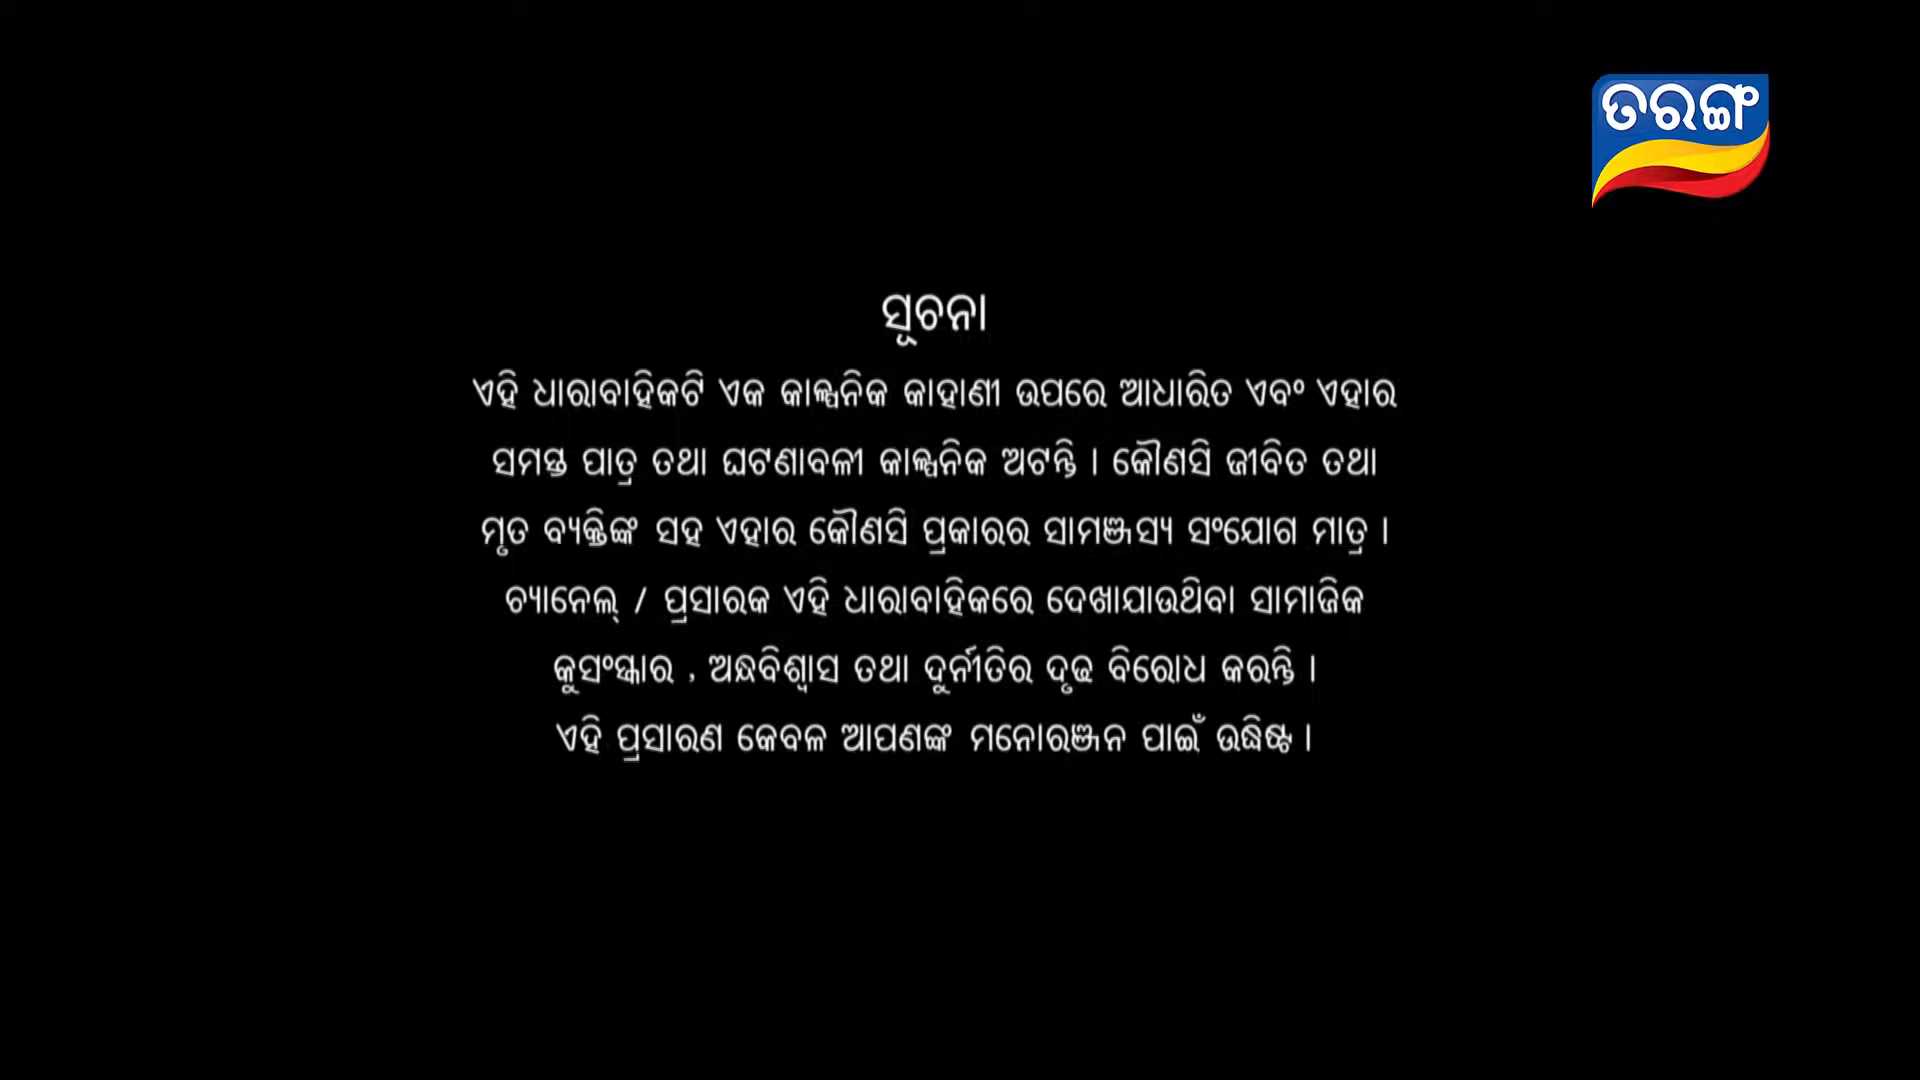 ତରଙ୍ଗ
ସୂଚନା
ଏହି ଧାରାବାହିକଟି ଏକ କାଳ୍ପନିକ କାହାଣୀ ଉପରେ ଆଧାରିତ ଏବଂ ଏହାର
ସମସ୍ତ ପାତ୍ର ତଥା ଘଟଣାବଳୀ କାଳ୍ପନିକ ଅଟନ୍ତି । କୌଣସି ଜୀବିତ ତଥା
ମୃତ ବ୍ୟକ୍ତିଙ୍କ ସହ ଏହାର କୌଣସି ପ୍ରକାରର ସାମଞ୍ଜସ୍ୟ ସଂଯୋଗ ମାତ୍ର ।
ଚ୍ୟାନେଲ୍ / ପ୍ରସାରକ ଏହି ଧାରାବାହିକରେ ଦେଖାଯାଉଥିବା ସାମାଜିକ
କୁସଂସ୍କାର , ଅନ୍ଧବିଶ୍ୱାସ ତଥା ଦୁର୍ନୀତିର ଦୃଢ ବିରୋଧ କରନ୍ତି ।
ଏହି ପ୍ରସାରଣ କେବଳ ଆପଣଙ୍କ ମନୋରଞ୍ଜନ ପାଇଁ ଉଦ୍ଧିଷ୍ଟ ।